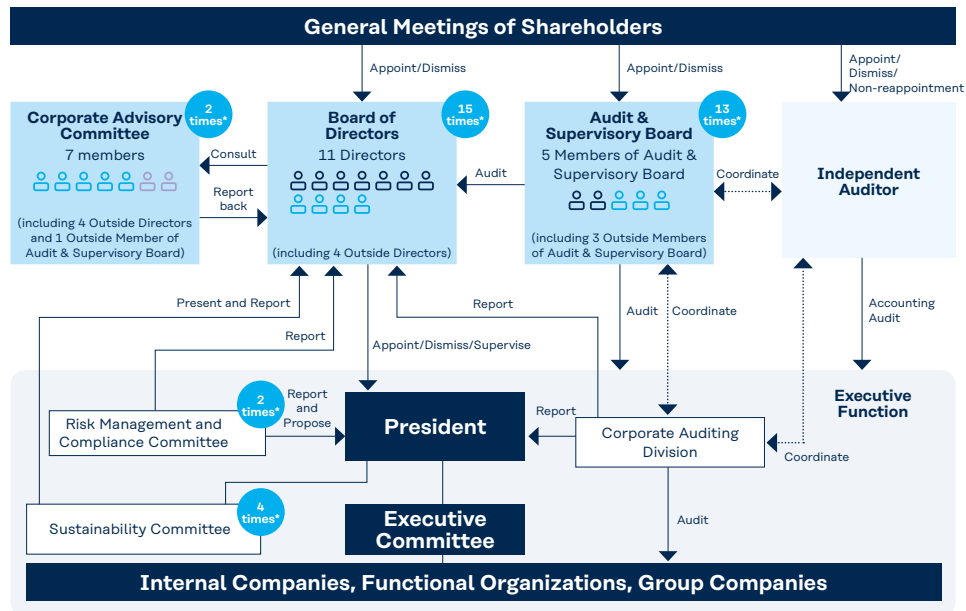 General Meetings of Shareholders
Appoint/Dismiss
Appoint/Dismiss
Appoint/
Dismiss/
Non-reappointment
Corporate Advisory
Committee
7 members
(including 4 Outside Directors
and 1 Outside Member of
Audit & Supervisory Board)
2
times*
Consult
Report
back
Board of
Directors
11 Directors
(including 4 Outside Directors)
15
times*
Audit
Audit &
Supervisory Board
5 Members of Audit &
Supervisory Board
(including 3 Outside Members
of Audit & Supervisory Board)
13
times*
Coordinate
Independent
Auditor
Present and Report
Report
Appoint/Dismiss/Supervise
Report
Audit
Coordinate
Accounting
Audit
Executive
Function
Risk Management and
Compliance Committee
2
times*
Report
and
Propose
President
Report
Corporate Auditing
Division
Coordinate
Sustainability Committee
4
times*
Executive
Committee
Audit
Internal Companies, Functional Organizations, Group Companies